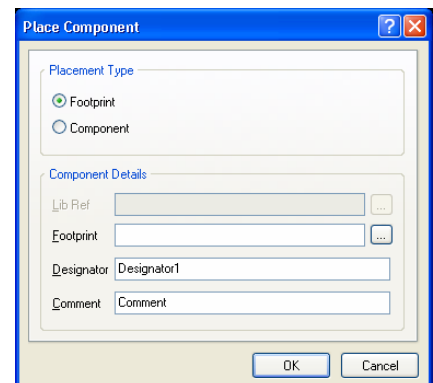 Place Component
Placement Type
Footprint
Component
Component Details
Lib Ref ...
Footprint ...
Designator Designator1
Comment Comment
OK Cancel